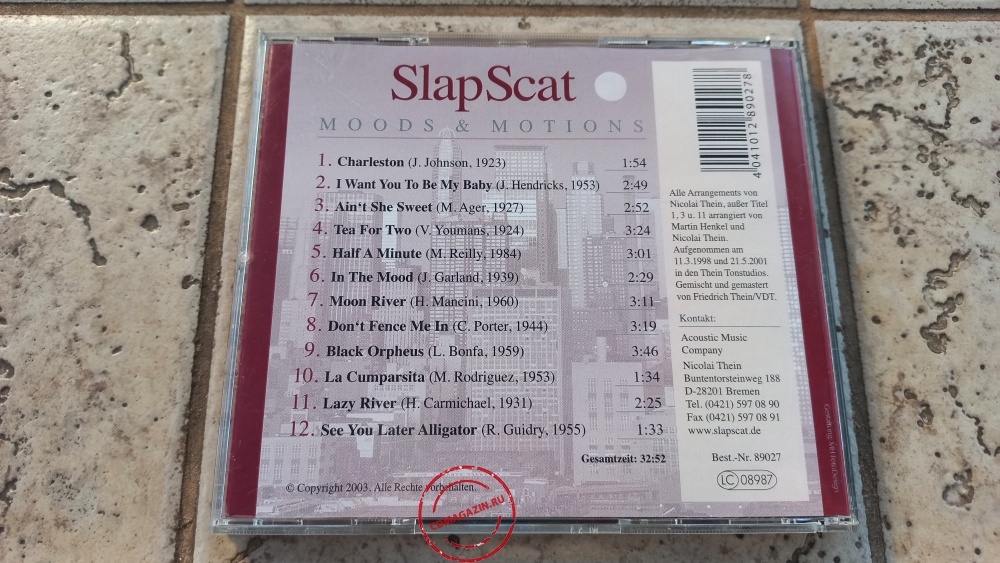 SlapScat
MOODS & MOTIONS
1. Charleston (J. Johnson, 1923) 1:54
2. I Want You To Be My Baby (J. Hendricks, 1953) 2:49
3. Ain't She Sweet (M. Ager, 1927) 2:52
4. Tea For Two (V. Youmans, 1924) 3:24
5. Half A Minute (M. Reilly, 1984) 3:01
6. In The Mood (J. Garland, 1939) 2:29
7. Moon River (H. Mancini, 1960) 3:11
8. Don't Fence Me In (C. Porter, 1944) 3:19
9. Black Orpheus (L. Bonfa, 1959) 3:46
10. La Cumparsita (M. Rodriguez, 1953) 1:34
11. Lazy River (H. Carmichael, 1931) 2:25
12. See You Later Alligator (R. Guidry, 1955) 1:33
Gesamtzeit: 32:52
© Copyright 2003. Alle Rechte vorbehalten.
4 041012 890278
Alle Arrangements von
Nicolai Thein, außer Titel
1, 3 u. 11 arrangiert von
Martin Henkel und
Nicolai Thein.
Aufgenommen am
11.3.1998 und 21.5.2001
in den Thein Tonstudios.
Gemischt und gemastert
von Friedrich Thein/VDT.
Kontakt:
Acoustic Music
Company
Nicolai Thein
Buntentorsteinweg 188
D-28201 Bremen
Tel. (0421) 597 08 90
Fax (0421) 597 08 91
www.slapscat.de
Best.-Nr. 89027
LC 08987
CDMAGAZIN.RU